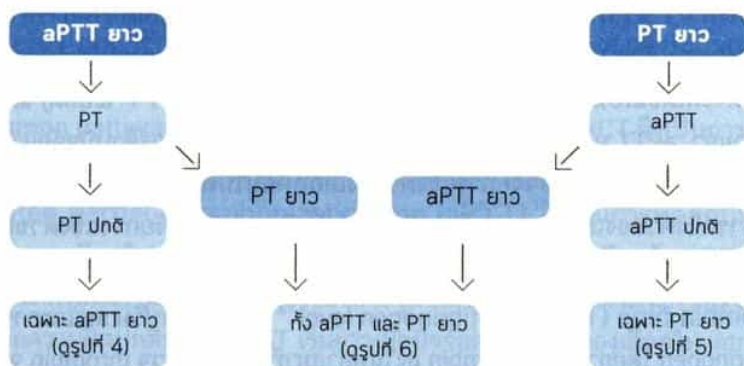 aPTT ยาว
PT ยาว
PT
aPTT
PT ยาว
aPTT ยาว
PT ปกติ
aPTT ปกติ
เฉพาะ aPTT ยาว
(ดูรูปที่ 4)
ทั้ง aPTT และ PT ยาว
(ดูรูปที่ 6)
เฉพาะ PT ยาว
(ดูรูปที่ 5)